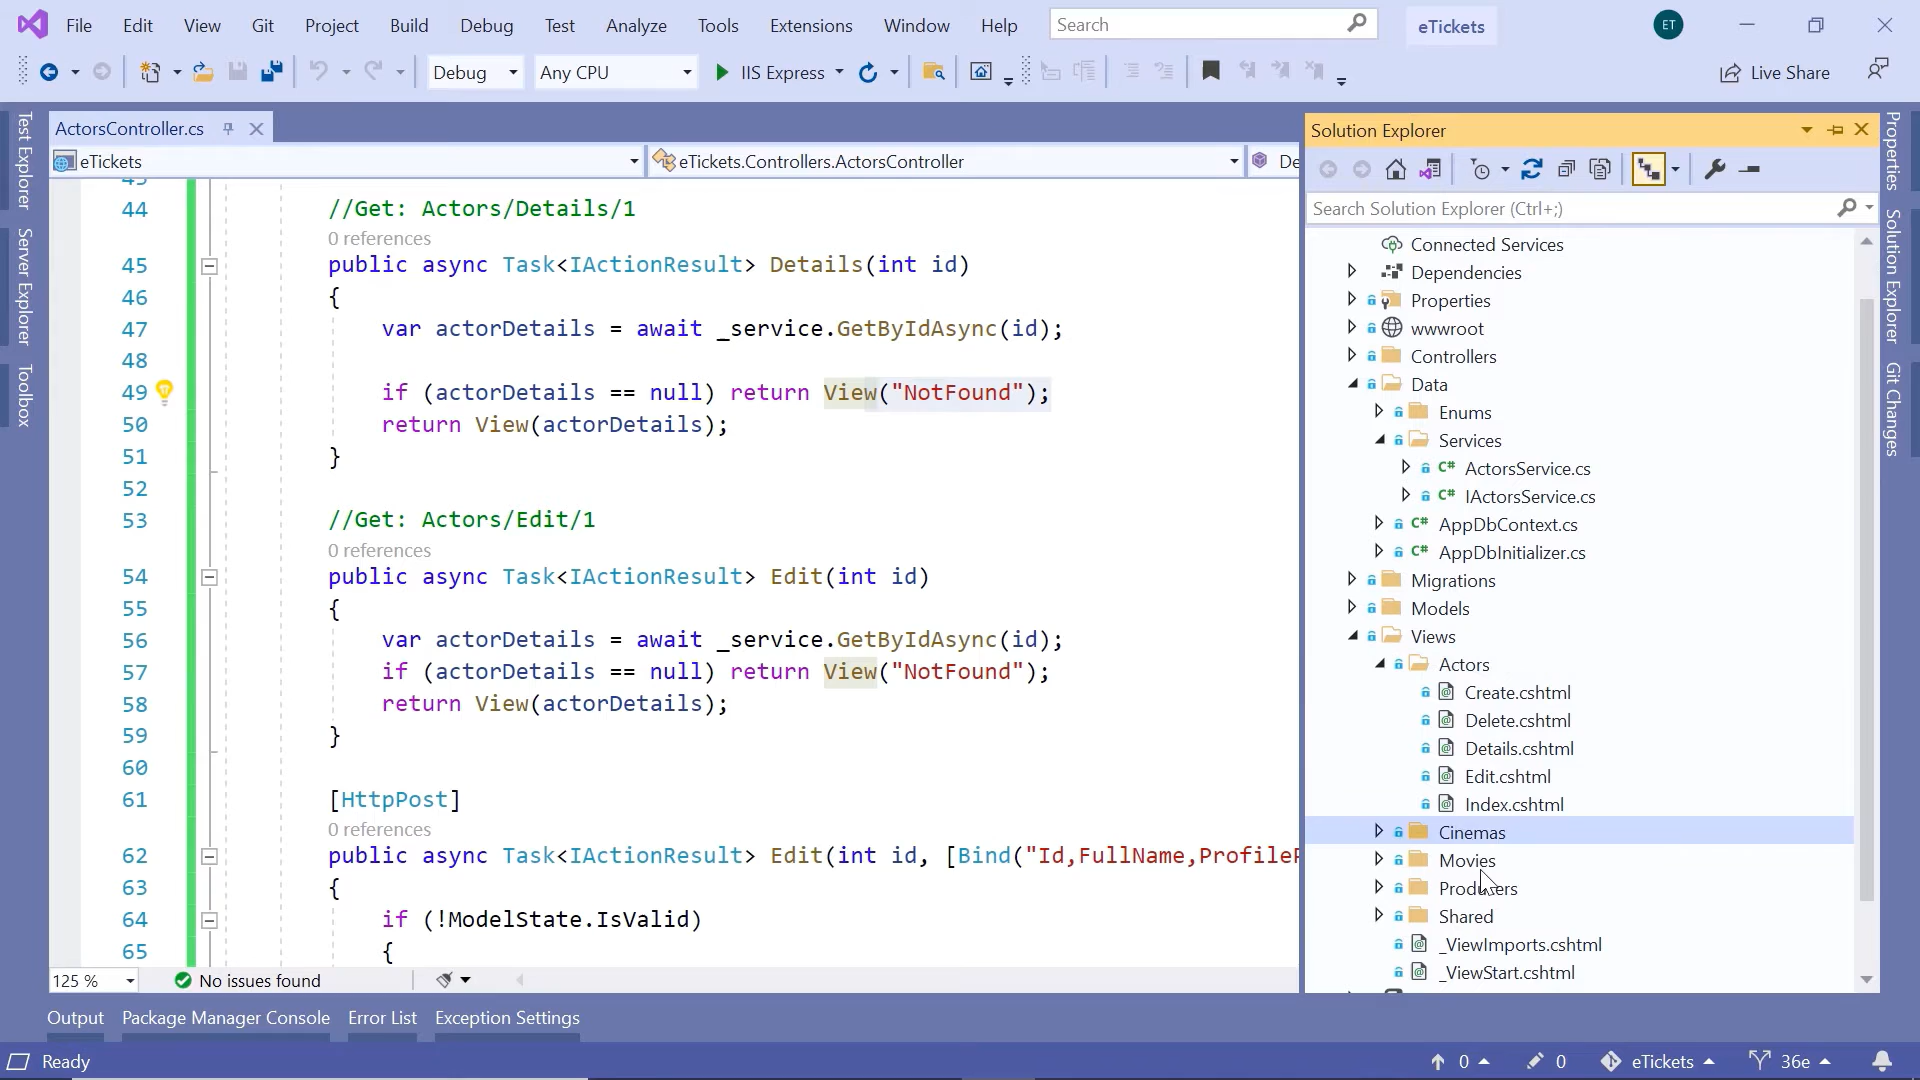 File Edit View Git Project Build Debug Test Analyze Tools Extensions Window Help Search eTickets ET
Debug Any CPU IIS Express Live Share
Test Explorer
Server Explorer
Toolbox
ActorsController.cs
eTickets eTickets.Controllers.ActorsController De
44 //Get: Actors/Details/1
0 references
45 public async Task<IActionResult> Details(int id)
46 {
47 var actorDetails = await _service.GetByIdAsync(id);
48
49 if (actorDetails == null) return View("NotFound");
50 return View(actorDetails);
51 }
52
53 //Get: Actors/Edit/1
0 references
54 public async Task<IActionResult> Edit(int id)
55 {
56 var actorDetails = await _service.GetByIdAsync(id);
57 if (actorDetails == null) return View("NotFound");
58 return View(actorDetails);
59 }
60
61 [HttpPost]
0 references
62 public async Task<IActionResult> Edit(int id, [Bind("Id,FullName,ProfileP
63 {
64 if (!ModelState.IsValid)
65 {
125 % No issues found
Solution Explorer
Search Solution Explorer (Ctrl+;)
Connected Services
Dependencies
Properties
wwwroot
Controllers
Data
Enums
Services
C# ActorsService.cs
C# IActorsService.cs
C# AppDbContext.cs
C# AppDbInitializer.cs
Migrations
Models
Views
Actors
Create.cshtml
Delete.cshtml
Details.cshtml
Edit.cshtml
Index.cshtml
Cinemas
Movies
Producers
Shared
_ViewImports.cshtml
_ViewStart.cshtml
Properties
Solution Explorer
Git Changes
Output Package Manager Console Error List Exception Settings
Ready 0 0 eTickets 36e